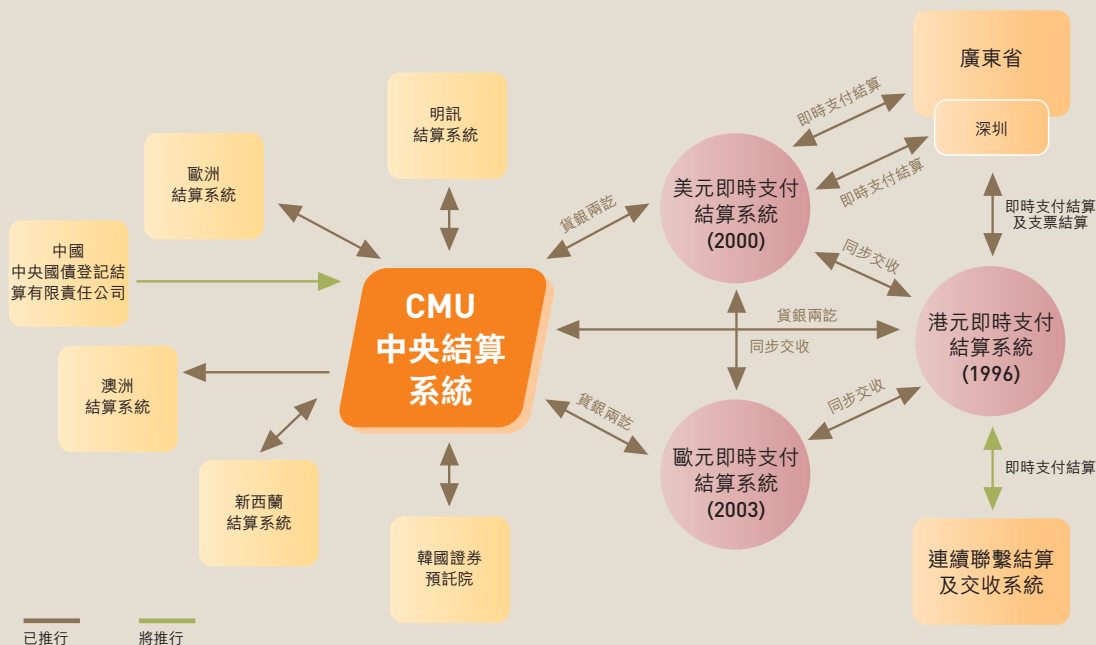 廣東省
深圳
明訊
結算系統
歐洲
結算系統
中國
中央國債登記結
算有限責任公司
澳洲
結算系統
新西蘭
結算系統
韓國證券
預託院
CMU
中央結算
系統
美元即時支付
結算系統
(2000)
港元即時支付
結算系統
(1996)
歐元即時支付
結算系統
(2003)
連續聯繫結算
及交收系統
即時支付結算
即時支付結算
即時支付結算
及支票結算
貨銀兩訖
同步交收
貨銀兩訖
同步交收
貨銀兩訖
同步交收
即時支付結算
已推行
將推行